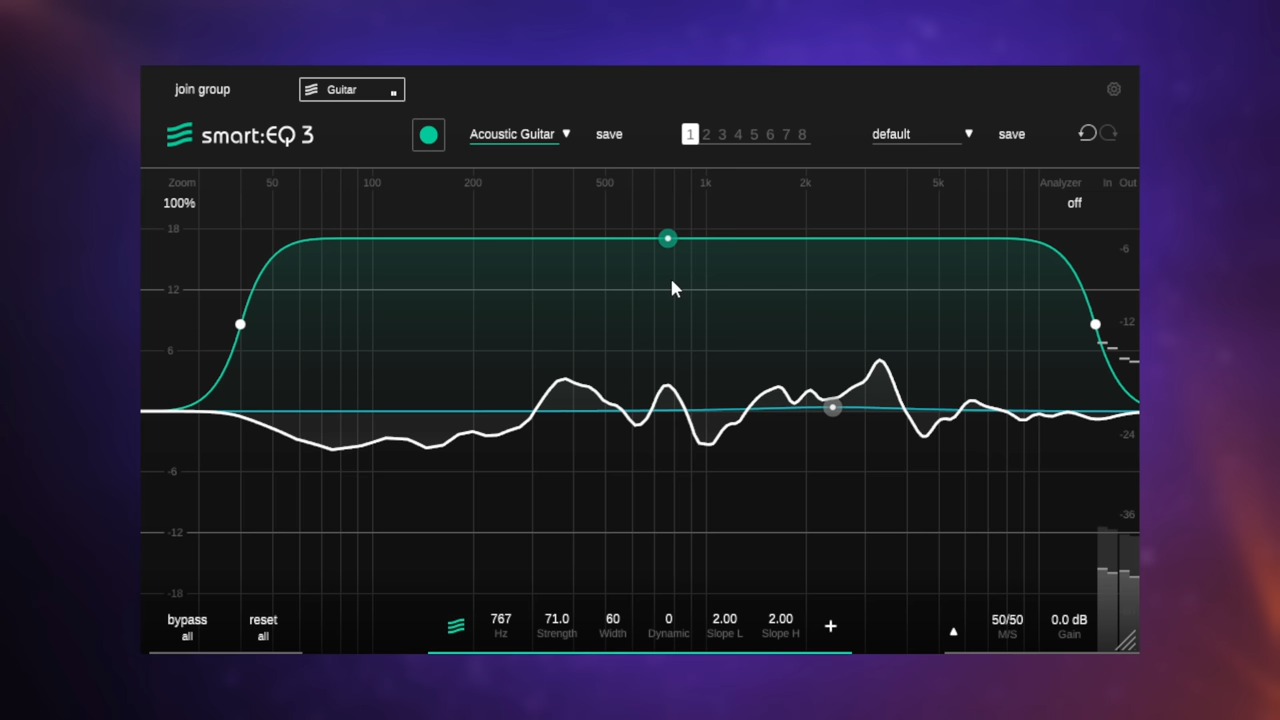 join group Guitar
smart:EQ 3 Acoustic Guitar ▼ save 1 2 3 4 5 6 7 8 default ▼ save
Zoom 50 100 200 500 1k 2k 5k Analyzer In Out
100% off
18
-6
12
-12
6
-24
-6
-36
-12
-18
bypass reset 767 71.0 60 0 2.00 2.00 + ▲ 50/50 0.0 dB
all all Hz Strength Width Dynamic Slope L Slope H M/S Gain